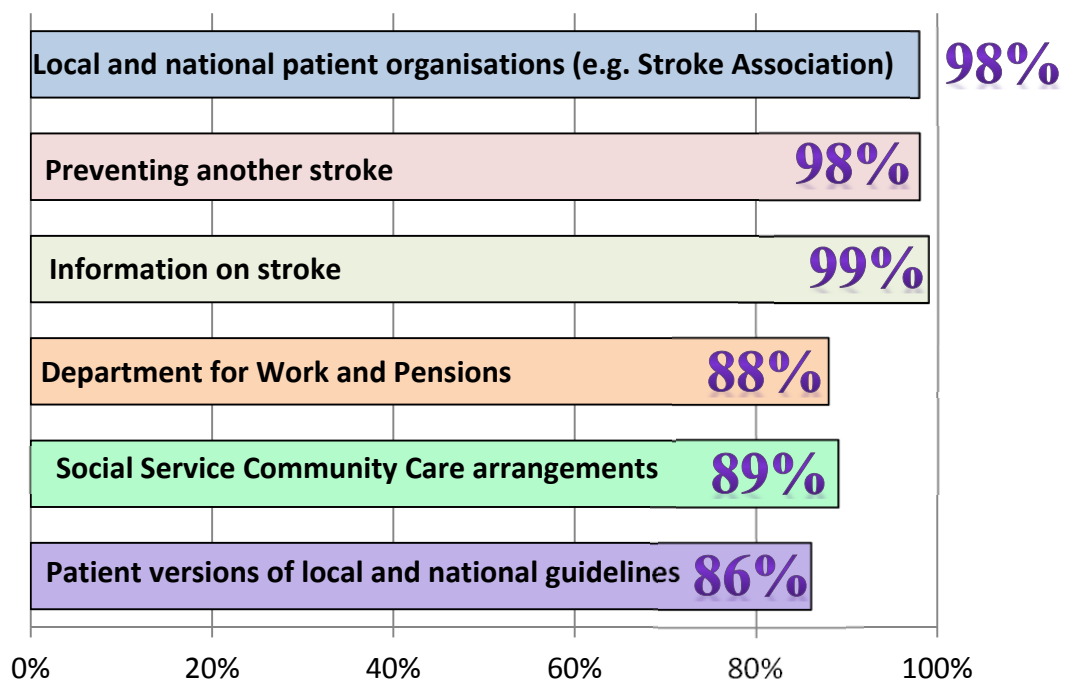 Local and national patient organisations (e.g. Stroke Association) 98%
Preventing another stroke 98%
Information on stroke 99%
Department for Work and Pensions 88%
Social Service Community Care arrangements 89%
Patient versions of local and national guidelines 86%
0% 20% 40% 60% 80% 100%